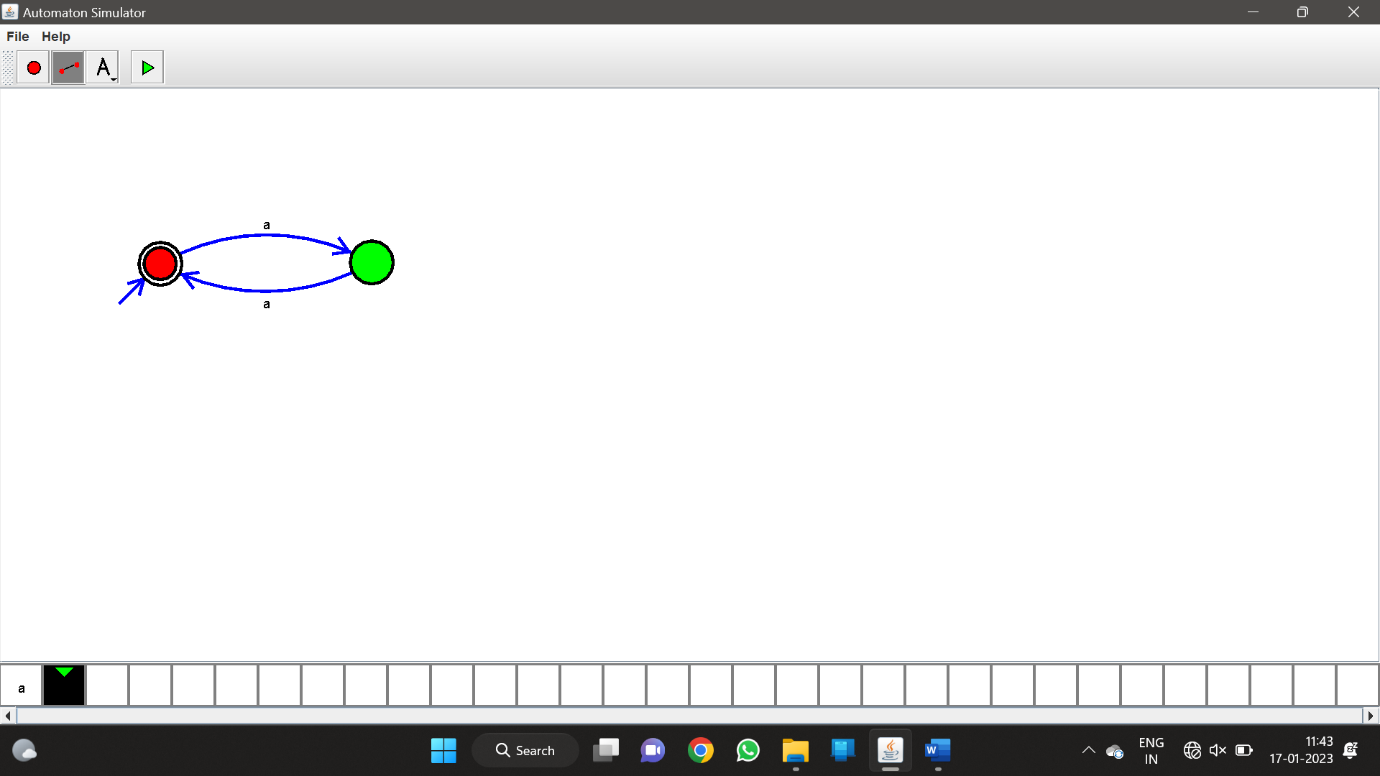 Automaton Simulator
File Help
A
a
a
a
Search
ENG
IN
11:43
17-01-2023